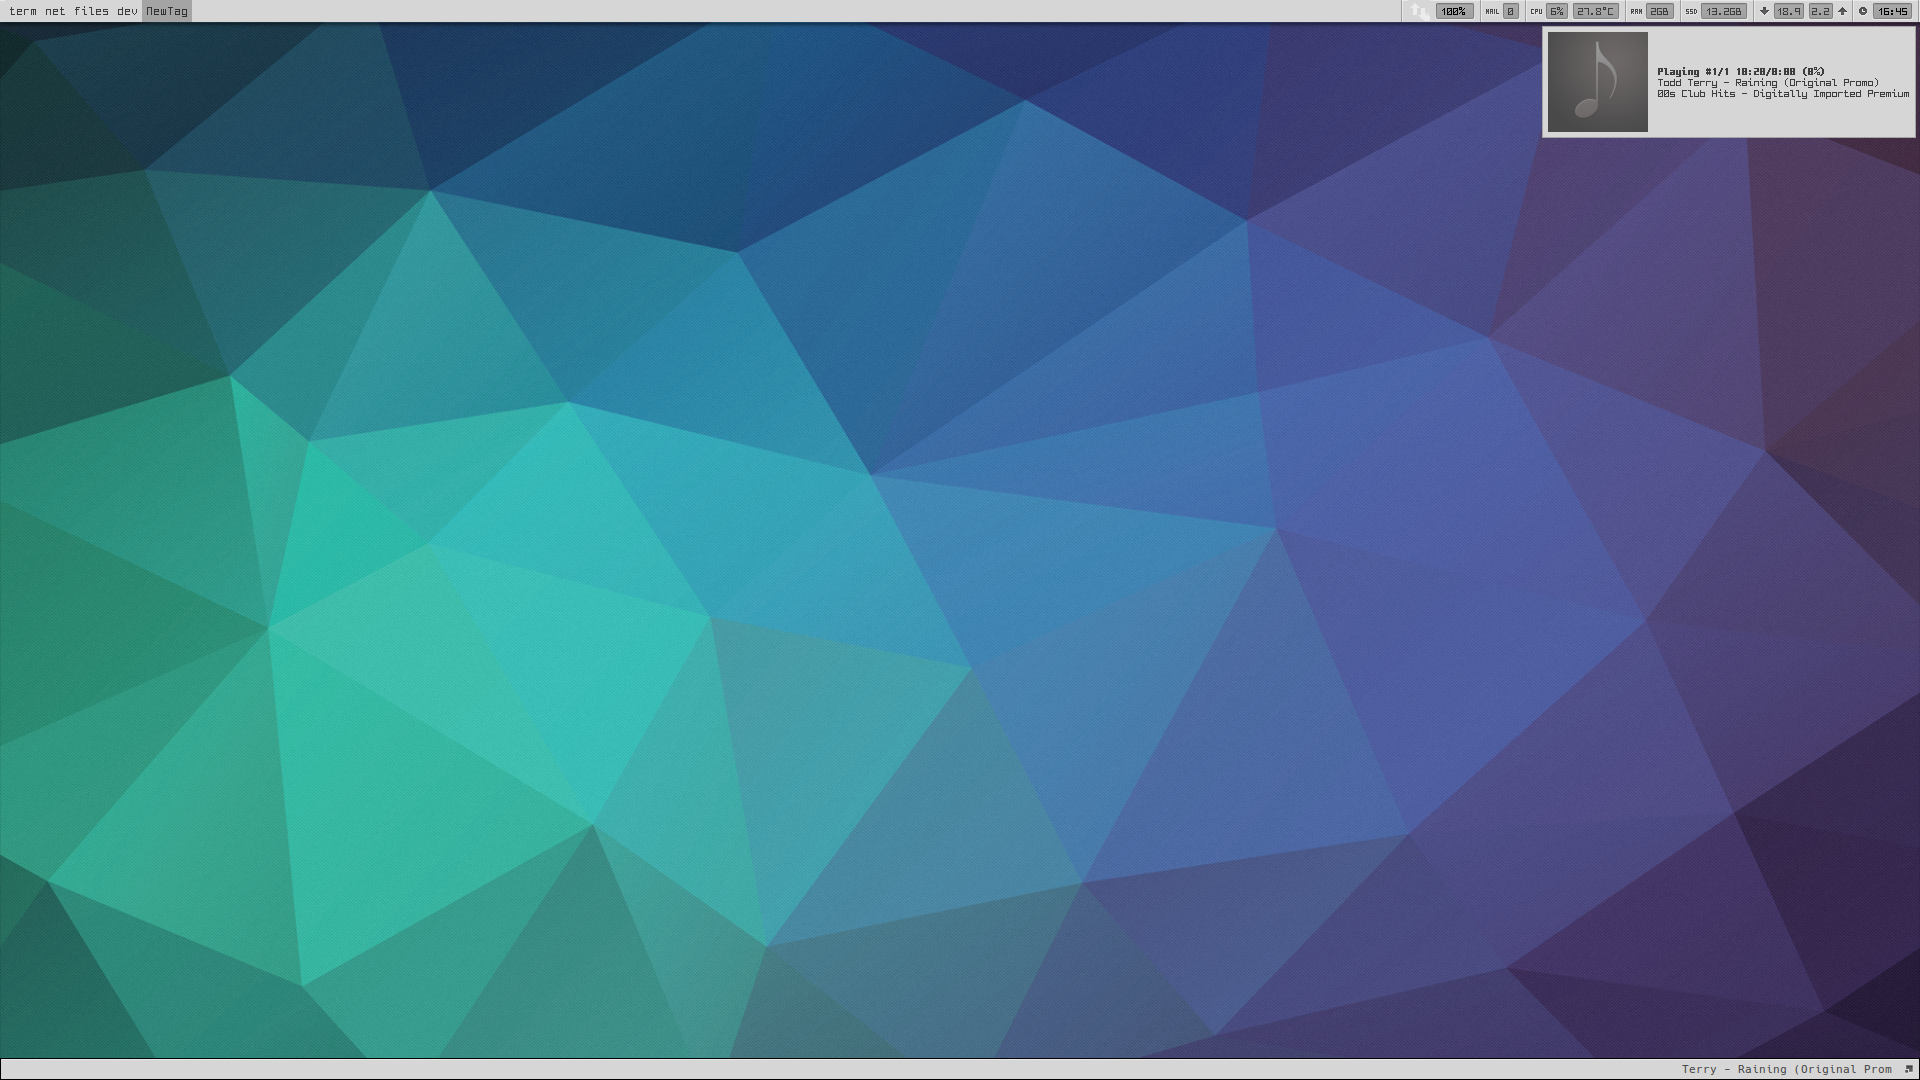 term net files dev NewTag
100% MAIL 0 CPU 6% 27.8°C RAM 2GB SSD 13.2GB 18.9 2.2 16:45
Playing #1/1 10:20/0:00 (0%)
Todd Terry - Raining (Original Promo)
00s Club Hits - Digitally Imported Premium
Terry - Raining (Original Prom